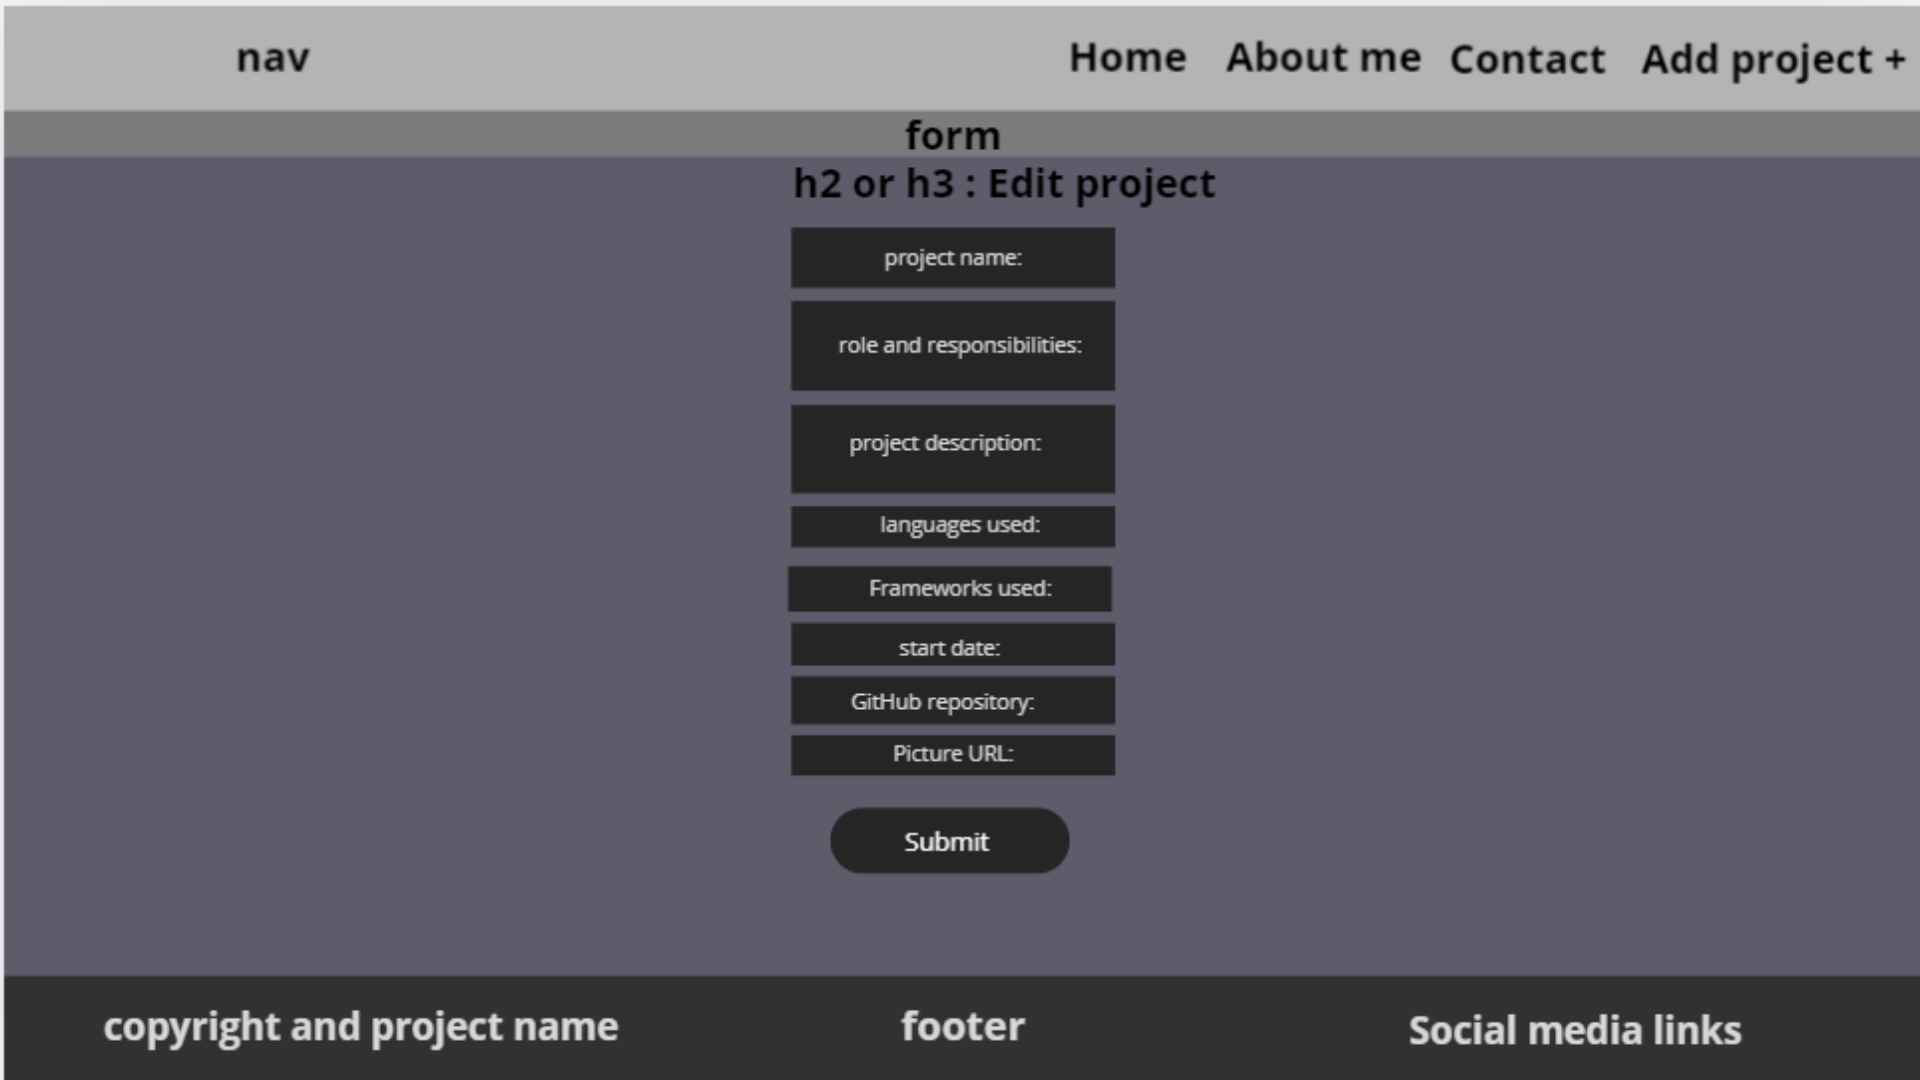 nav Home About me Contact Add project +
form
h2 or h3 : Edit project
project name:
role and responsibilities:
project description:
languages used:
Frameworks used:
start date:
GitHub repository:
Picture URL:
Submit
copyright and project name footer Social media links